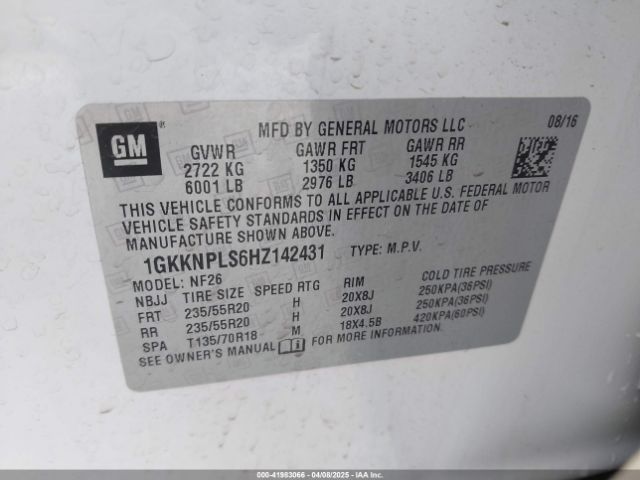 GM
MFD BY GENERAL MOTORS LLC 08/16
GVWR GAWR FRT GAWR RR
2722 KG 1350 KG 1545 KG
6001 LB 2976 LB 3406 LB
THIS VEHICLE CONFORMS TO ALL APPLICABLE U.S. FEDERAL MOTOR
VEHICLE SAFETY STANDARDS IN EFFECT ON THE DATE OF
MANUFACTURE SHOWN ABOVE.
1GKKNPLS6HZ142431 TYPE: M.P.V.
MODEL: NF26
NBJJ TIRE SIZE SPEED RTG RIM COLD TIRE PRESSURE
FRT 235/55R20 H 20X8J 250KPA(36PSI)
RR 235/55R20 H 20X8J 250KPA(36PSI)
SPA T135/70R18 M 18X4.5B 420KPA(60PSI)
SEE OWNER'S MANUAL FOR MORE INFORMATION.
000-41983066 - 04/08/2025 - IAAI.COM